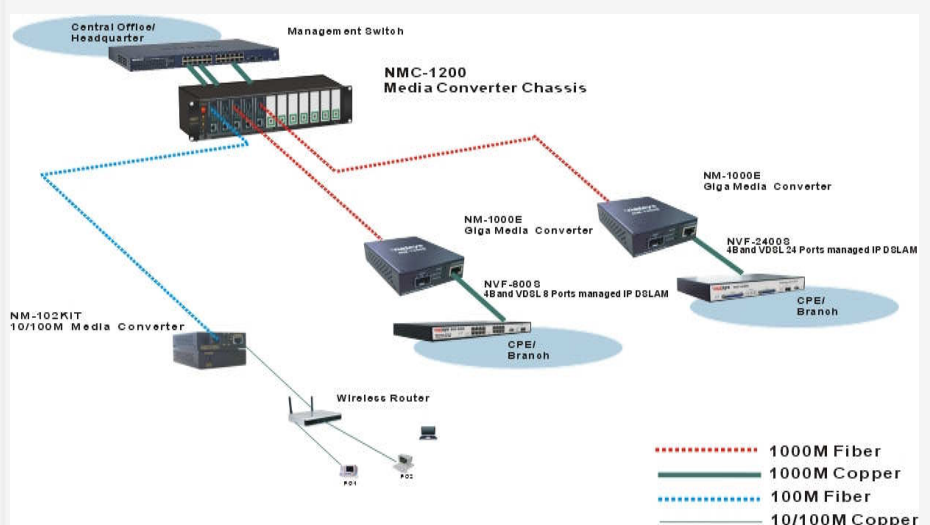 Central Office/
Headquarter
Management Switch
NMC-1200
Media Converter Chassis
NM-1000E
Giga Media Converter
NM-1000E
Giga Media Converter
NVF-2400S
4Band VDSL 24 Ports managed IP DSLAM
NVF-800S
4Band VDSL 8 Ports managed IP DSLAM
CPE/
Branch
NM-102KIT
10/100M Media Converter
CPE/
Branch
Wireless Router
PC1
PC2
1000M Fiber
1000M Copper
100M Fiber
10/100M Copper